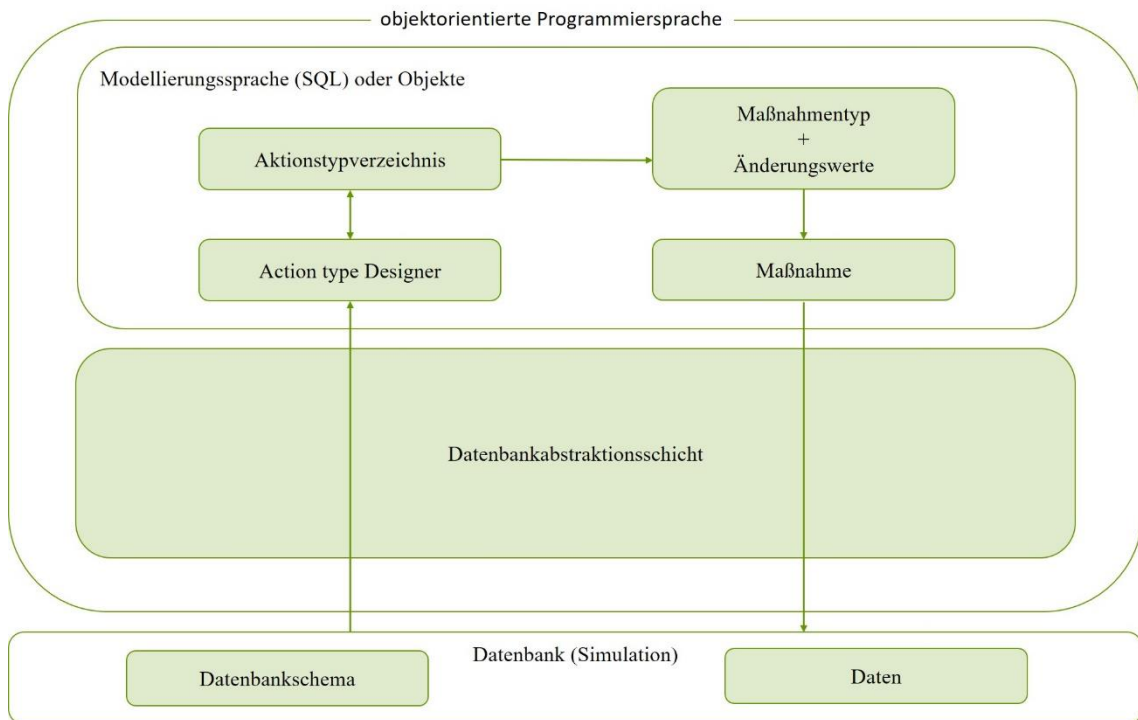 objektorientierte Programmiersprache
Modellierungssprache (SQL) oder Objekte
Aktionstypverzeichnis
Maßnahmentyp
+
Änderungswerte
Action type Designer
Maßnahme
Datenbankabstraktionsschicht
Datenbank (Simulation)
Datenbankschema
Daten